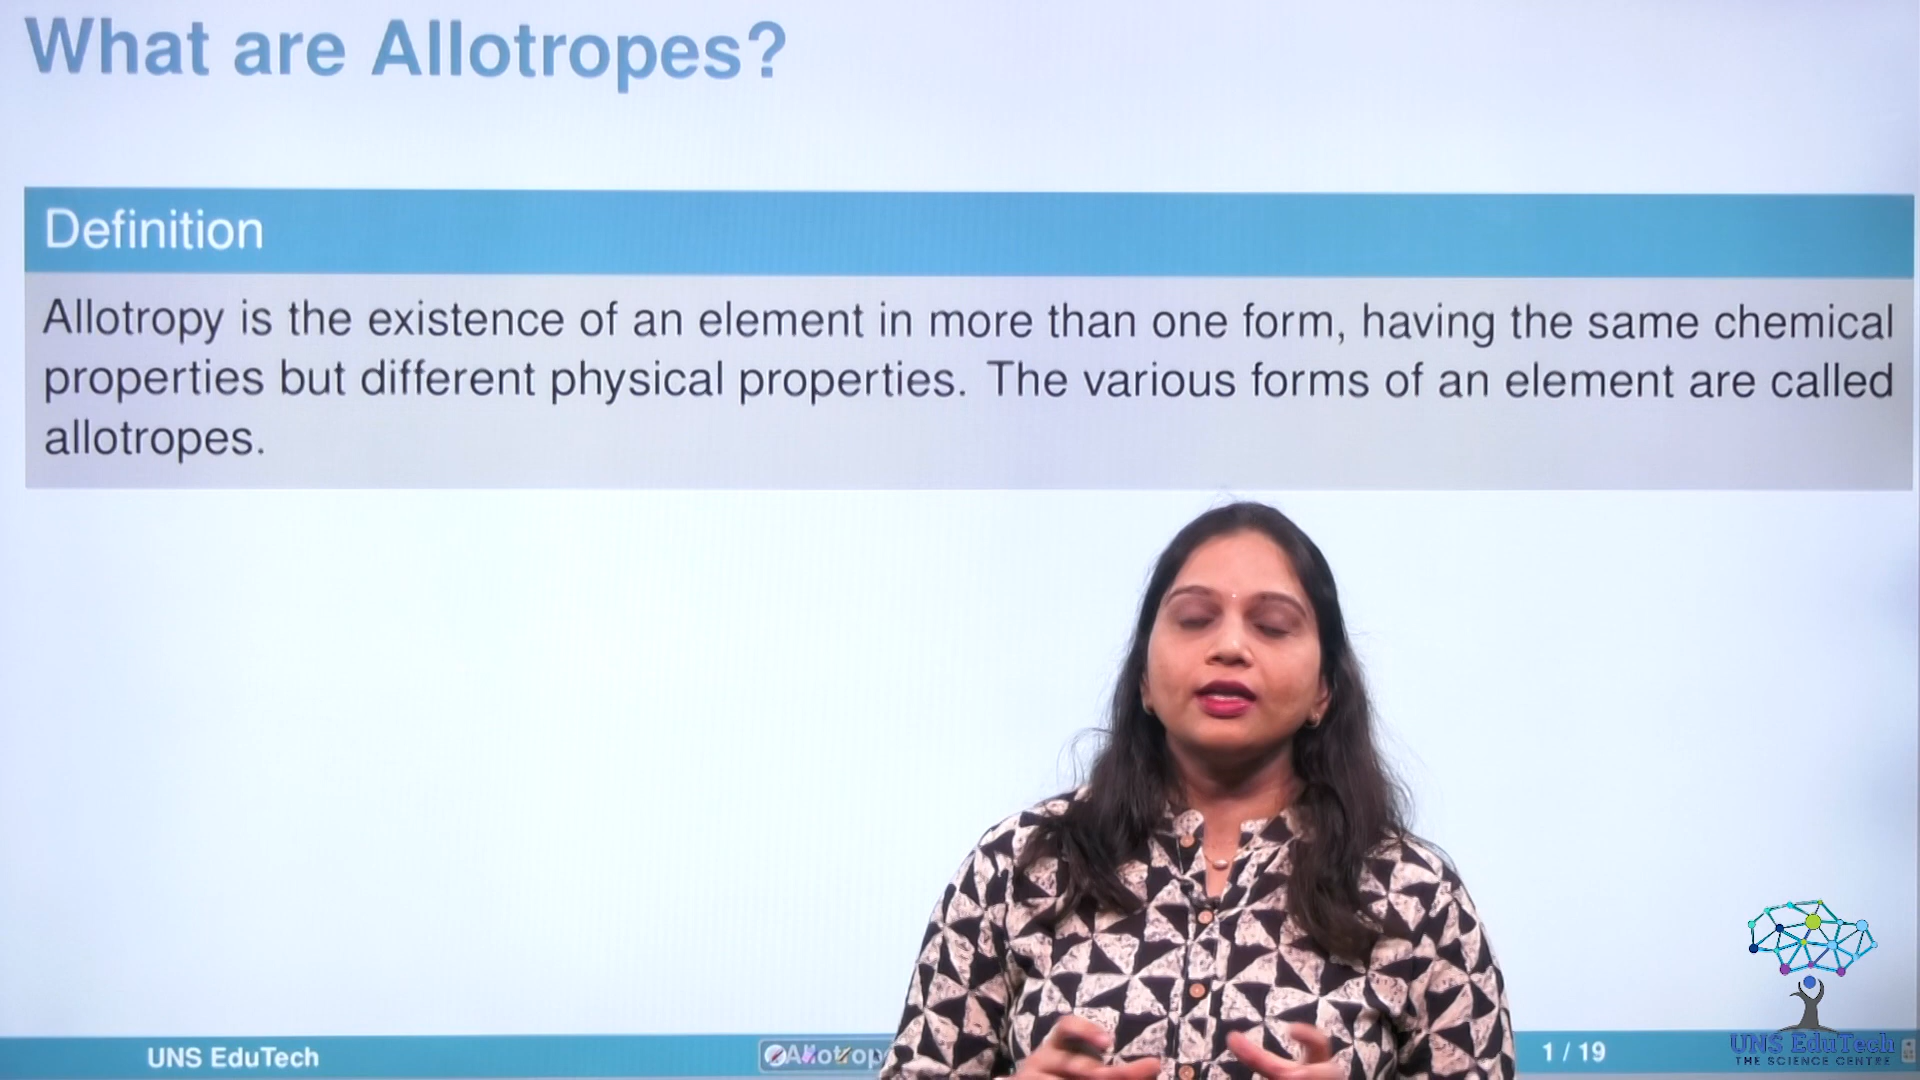 What are Allotropes?
Definition
Allotropy is the existence of an element in more than one form, having the same chemical
properties but different physical properties. The various forms of an element are called
allotropes.
UNS EduTech
1 / 19
UNS EduTech
THE SCIENCE CENTRE